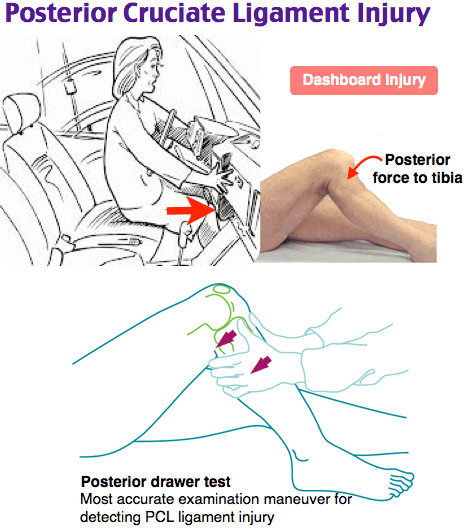 Posterior Cruciate Ligament Injury
Dashboard injury
Posterior
force to tibia
Posterior drawer test
Most accurate examination maneuver for
detecting PCL ligament injury